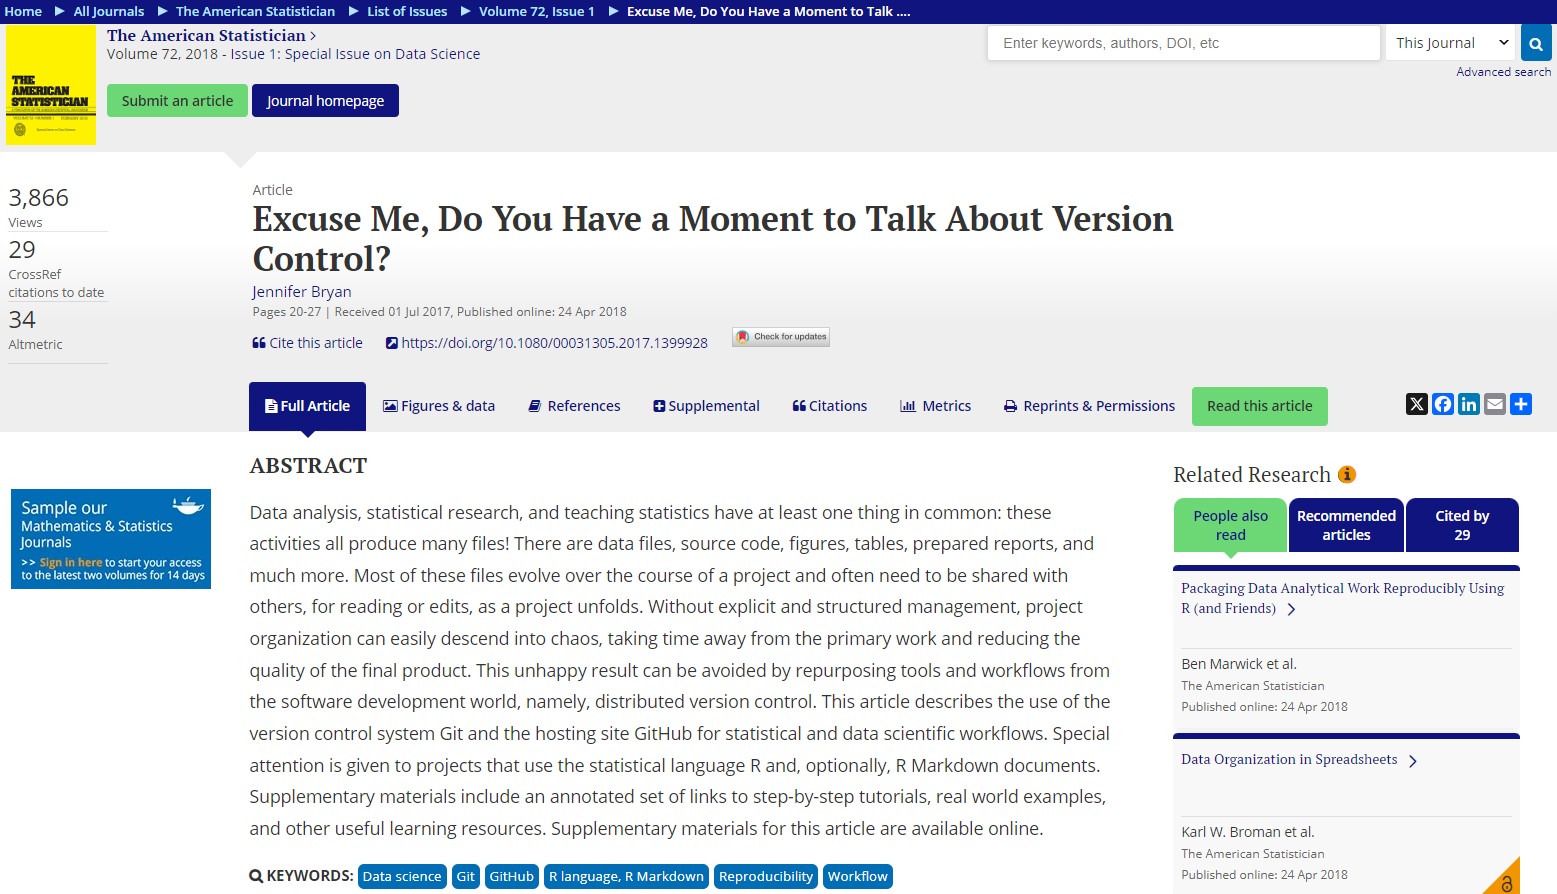 Home ▶ All Journals ▶ The American Statistician ▶ List of Issues ▶ Volume 72, Issue 1 ▶ Excuse Me, Do You Have a Moment to Talk ....
The American Statistician >
Volume 72, 2018 - Issue 1: Special Issue on Data Science
Submit an article
Journal homepage
Enter keywords, authors, DOI, etc
This Journal
Advanced search
THE
AMERICAN
STATISTICIAN
3,866
Views
29
CrossRef
citations to date
34
Altmetric
Article
Excuse Me, Do You Have a Moment to Talk About Version
Control?
Jennifer Bryan
Pages 20-27 | Received 01 Jul 2017, Published online: 24 Apr 2018
Cite this article
https://doi.org/10.1080/00031305.2017.1399928
Check for updates
Full Article
Figures & data
References
Supplemental
Citations
Metrics
Reprints & Permissions
Read this article
Sample our
Mathematics & Statistics
Journals
>> Sign in here to start your access
to the latest two volumes for 14 days
ABSTRACT
Data analysis, statistical research, and teaching statistics have at least one thing in common: these
activities all produce many files! There are data files, source code, figures, tables, prepared reports, and
much more. Most of these files evolve over the course of a project and often need to be shared with
others, for reading or edits, as a project unfolds. Without explicit and structured management, project
organization can easily descend into chaos, taking time away from the primary work and reducing the
quality of the final product. This unhappy result can be avoided by repurposing tools and workflows from
the software development world, namely, distributed version control. This article describes the use of the
version control system Git and the hosting site GitHub for statistical and data scientific workflows. Special
attention is given to projects that use the statistical language R and, optionally, R Markdown documents.
Supplementary materials include an annotated set of links to step-by-step tutorials, real world examples,
and other useful learning resources. Supplementary materials for this article are available online.
KEYWORDS: Data science Git GitHub R language, R Markdown Reproducibility Workflow
Related Research
People also
read
Recommended
articles
Cited by
29
Packaging Data Analytical Work Reproducibly Using
R (and Friends) >
Ben Marwick et al.
The American Statistician
Published online: 24 Apr 2018
Data Organization in Spreadsheets >
Karl W. Broman et al.
The American Statistician
Published online: 24 Apr 2018